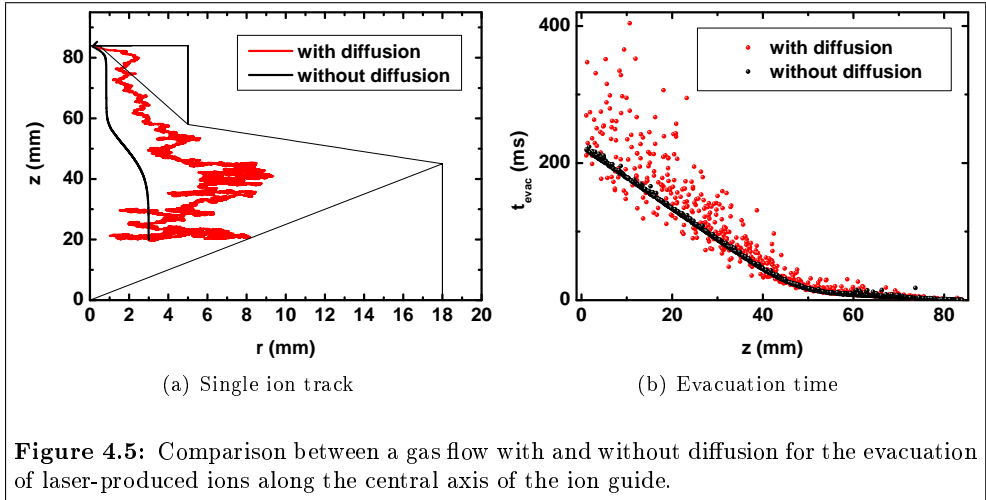 with diffusion
without diffusion
z (mm)
80
60
40
20
0
0 2 4 6 8 10 12 14 16 18 20
r (mm)
(a) Single ion track
with diffusion
without diffusion
t_evac (ms)
400
200
0
0 20 40 60 80
z (mm)
(b) Evacuation time
Figure 4.5: Comparison between a gas flow with and without diffusion for the evacuation
of laser-produced ions along the central axis of the ion guide.